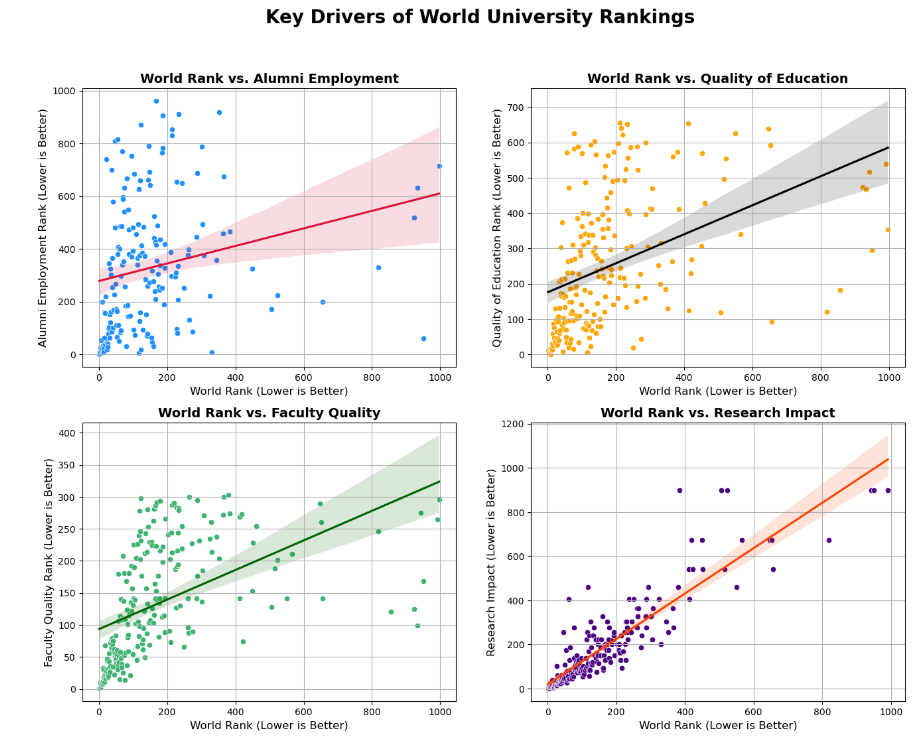 Key Drivers of World University Rankings
World Rank vs. Alumni Employment
1000
800
600
400
200
0
Alumni Employment Rank (Lower is Better)
0 200 400 600 800 1000
World Rank (Lower is Better)
World Rank vs. Quality of Education
700
600
500
400
300
200
100
0
Quality of Education Rank (Lower is Better)
0 200 400 600 800 1000
World Rank (Lower is Better)
World Rank vs. Faculty Quality
400
350
300
250
200
150
100
50
0
Faculty Quality Rank (Lower is Better)
0 200 400 600 800 1000
World Rank (Lower is Better)
World Rank vs. Research Impact
1200
1000
800
600
400
200
0
Research Impact (Lower is Better)
0 200 400 600 800 1000
World Rank (Lower is Better)